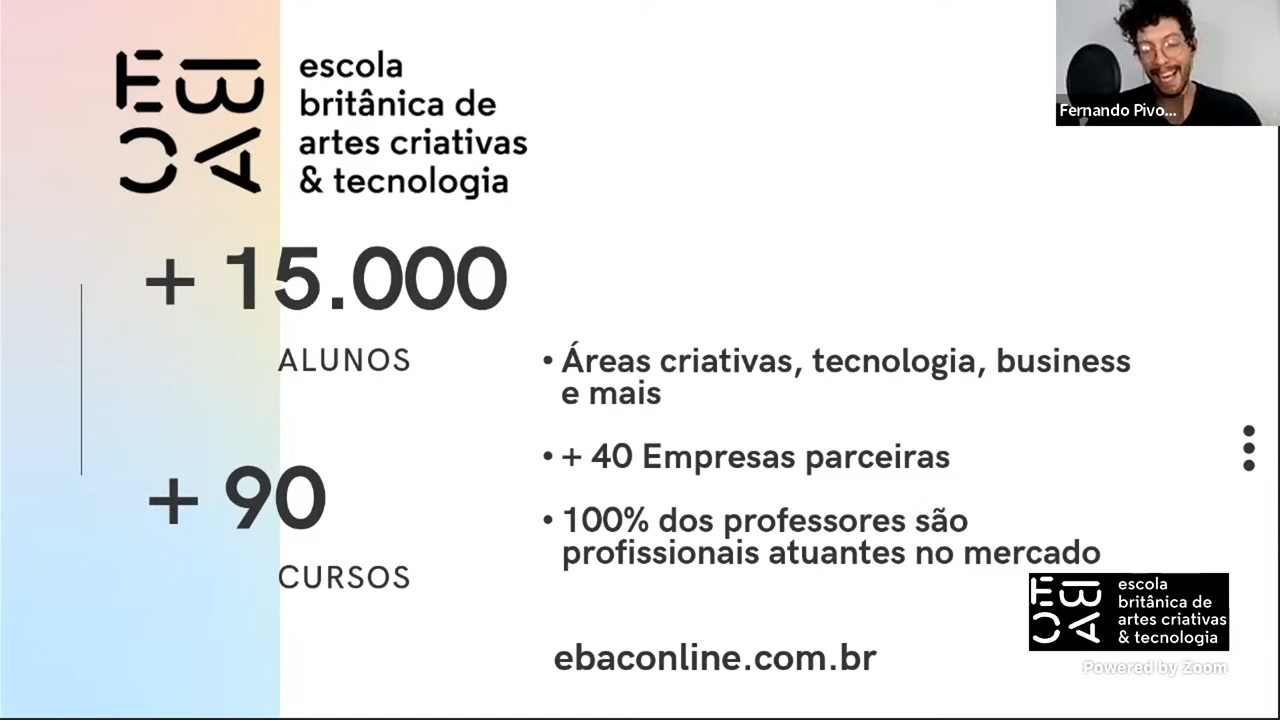 EBAC
escola
britânica de
artes criativas
& tecnologia
Fernando Pivo...
+ 15.000
ALUNOS
+ 90
CURSOS
• Áreas criativas, tecnologia, business
e mais
• + 40 Empresas parceiras
• 100% dos professores são
profissionais atuantes no mercado
ebaconline.com.br
EBAC
escola
britânica de
artes criativas
& tecnologia
Powered by Zoom